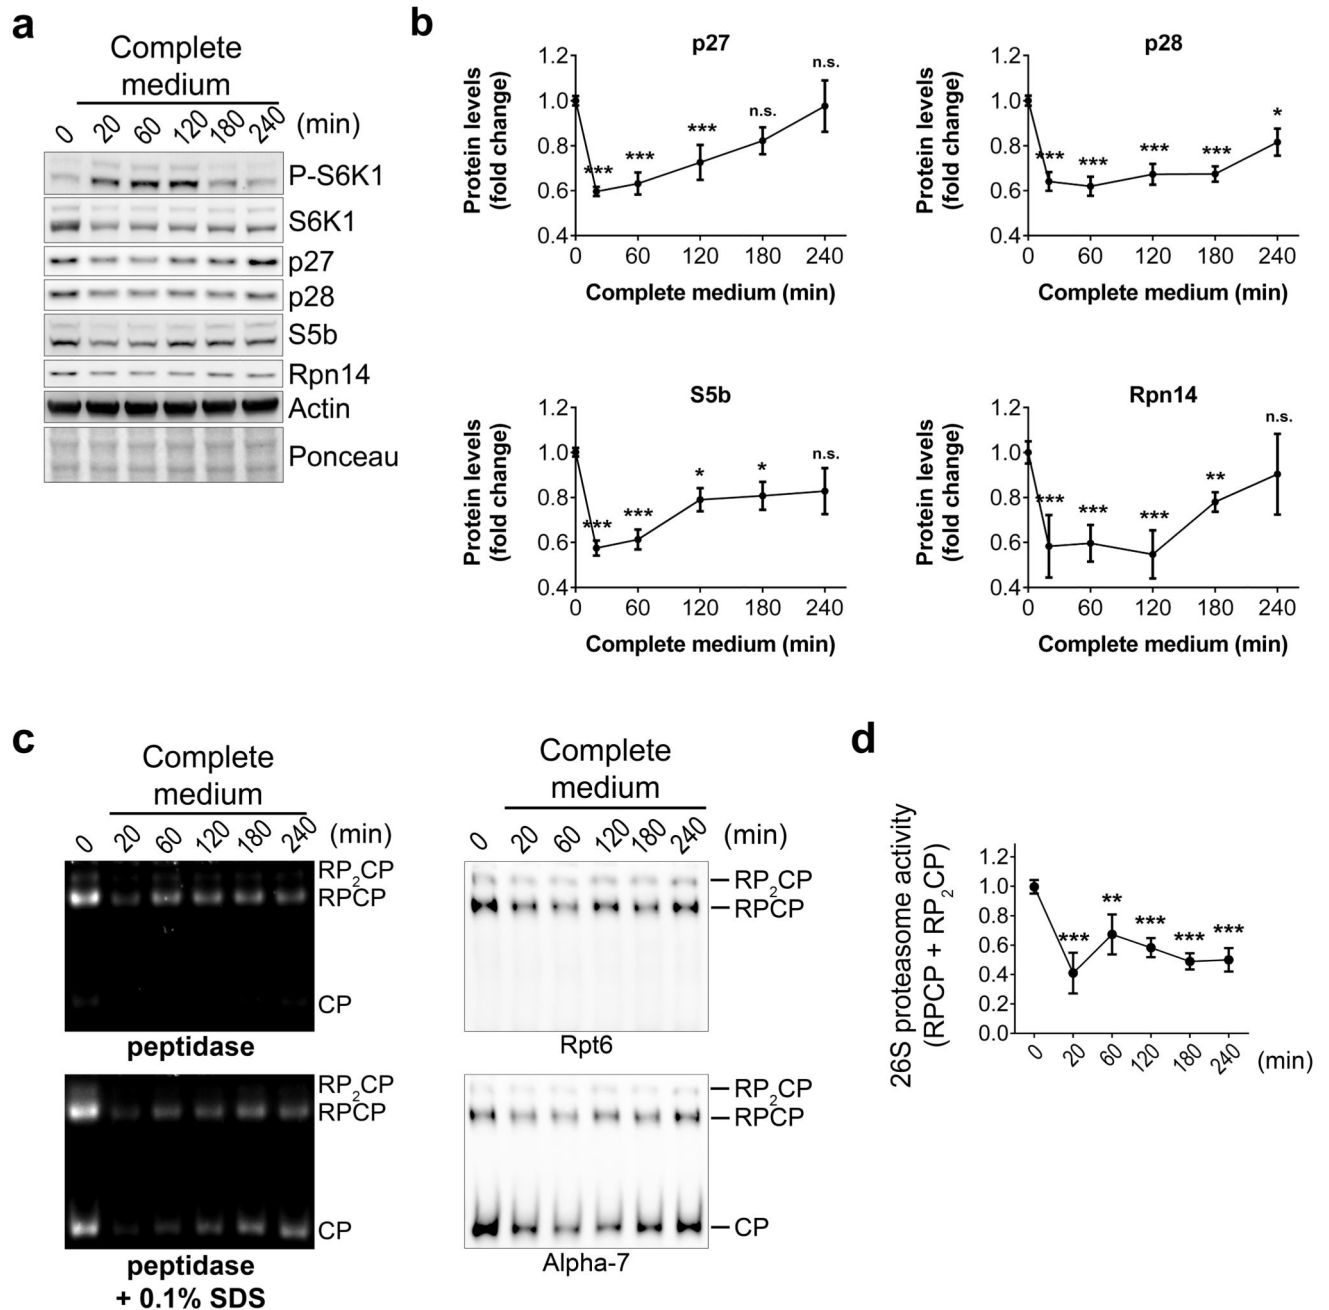 a
Complete
medium
0 20 60 120 180 240 (min)
P-S6K1
S6K1
p27
p28
S5b
Rpn14
Actin
Ponceau
b
p27
Protein levels
(fold change)
1.2
1.0
0.8
0.6
0.4
*** *** *** n.s. n.s.
0 60 120 180 240
Complete medium (min)
p28
Protein levels
(fold change)
1.2
1.0
0.8
0.6
0.4
*** *** *** *** *
0 60 120 180 240
Complete medium (min)
S5b
Protein levels
(fold change)
1.2
1.0
0.8
0.6
0.4
*** *** * * n.s.
0 60 120 180 240
Complete medium (min)
Rpn14
Protein levels
(fold change)
1.2
1.0
0.8
0.6
0.4
*** *** *** ** n.s.
0 60 120 180 240
Complete medium (min)
c
Complete
medium
0 20 60 120 180 240 (min)
RP₂CP
RPCP
CP
peptidase
RP₂CP
RPCP
CP
peptidase
+ 0.1% SDS
Complete
medium
0 20 60 120 180 240 (min)
RP₂CP
RPCP
Rpt6
RP₂CP
RPCP
CP
Alpha-7
d
26S proteasome activity
(RPCP + RP₂CP)
1.2
1.0
0.8
0.6
0.4
0.2
0.0
*** ** *** *** ***
0 20 60 120 180 240 (min)